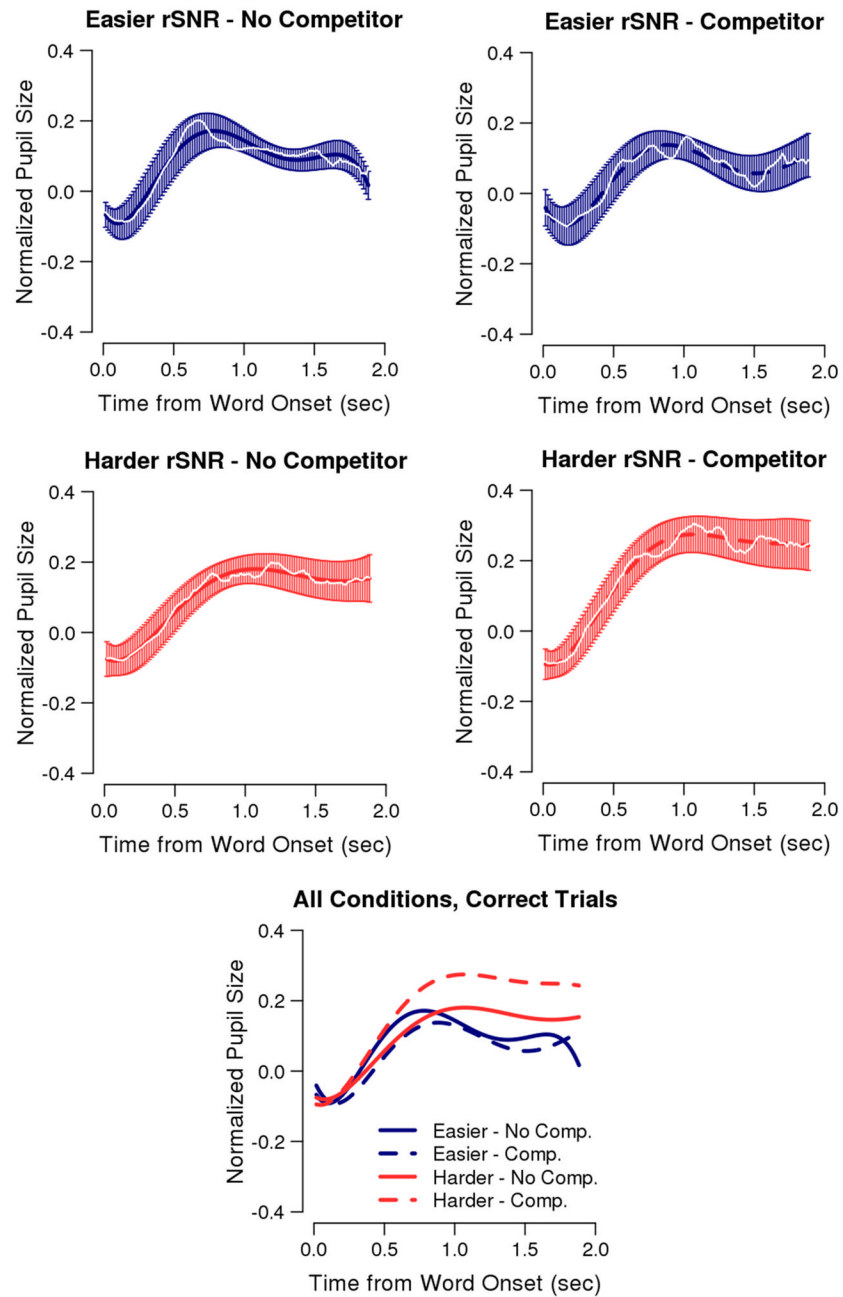 Easier rSNR - No Competitor
0.4
0.2
0.0
-0.2
-0.4
Normalized Pupil Size
0.0 0.5 1.0 1.5 2.0
Time from Word Onset (sec)
Easier rSNR - Competitor
0.4
0.2
0.0
-0.2
-0.4
Normalized Pupil Size
0.0 0.5 1.0 1.5 2.0
Time from Word Onset (sec)
Harder rSNR - No Competitor
0.4
0.2
0.0
-0.2
-0.4
Normalized Pupil Size
0.0 0.5 1.0 1.5 2.0
Time from Word Onset (sec)
Harder rSNR - Competitor
0.4
0.2
0.0
-0.2
-0.4
Normalized Pupil Size
0.0 0.5 1.0 1.5 2.0
Time from Word Onset (sec)
All Conditions, Correct Trials
0.4
0.2
0.0
-0.2
-0.4
Normalized Pupil Size
Easier - No Comp.
Easier - Comp.
Harder - No Comp.
Harder - Comp.
0.0 0.5 1.0 1.5 2.0
Time from Word Onset (sec)